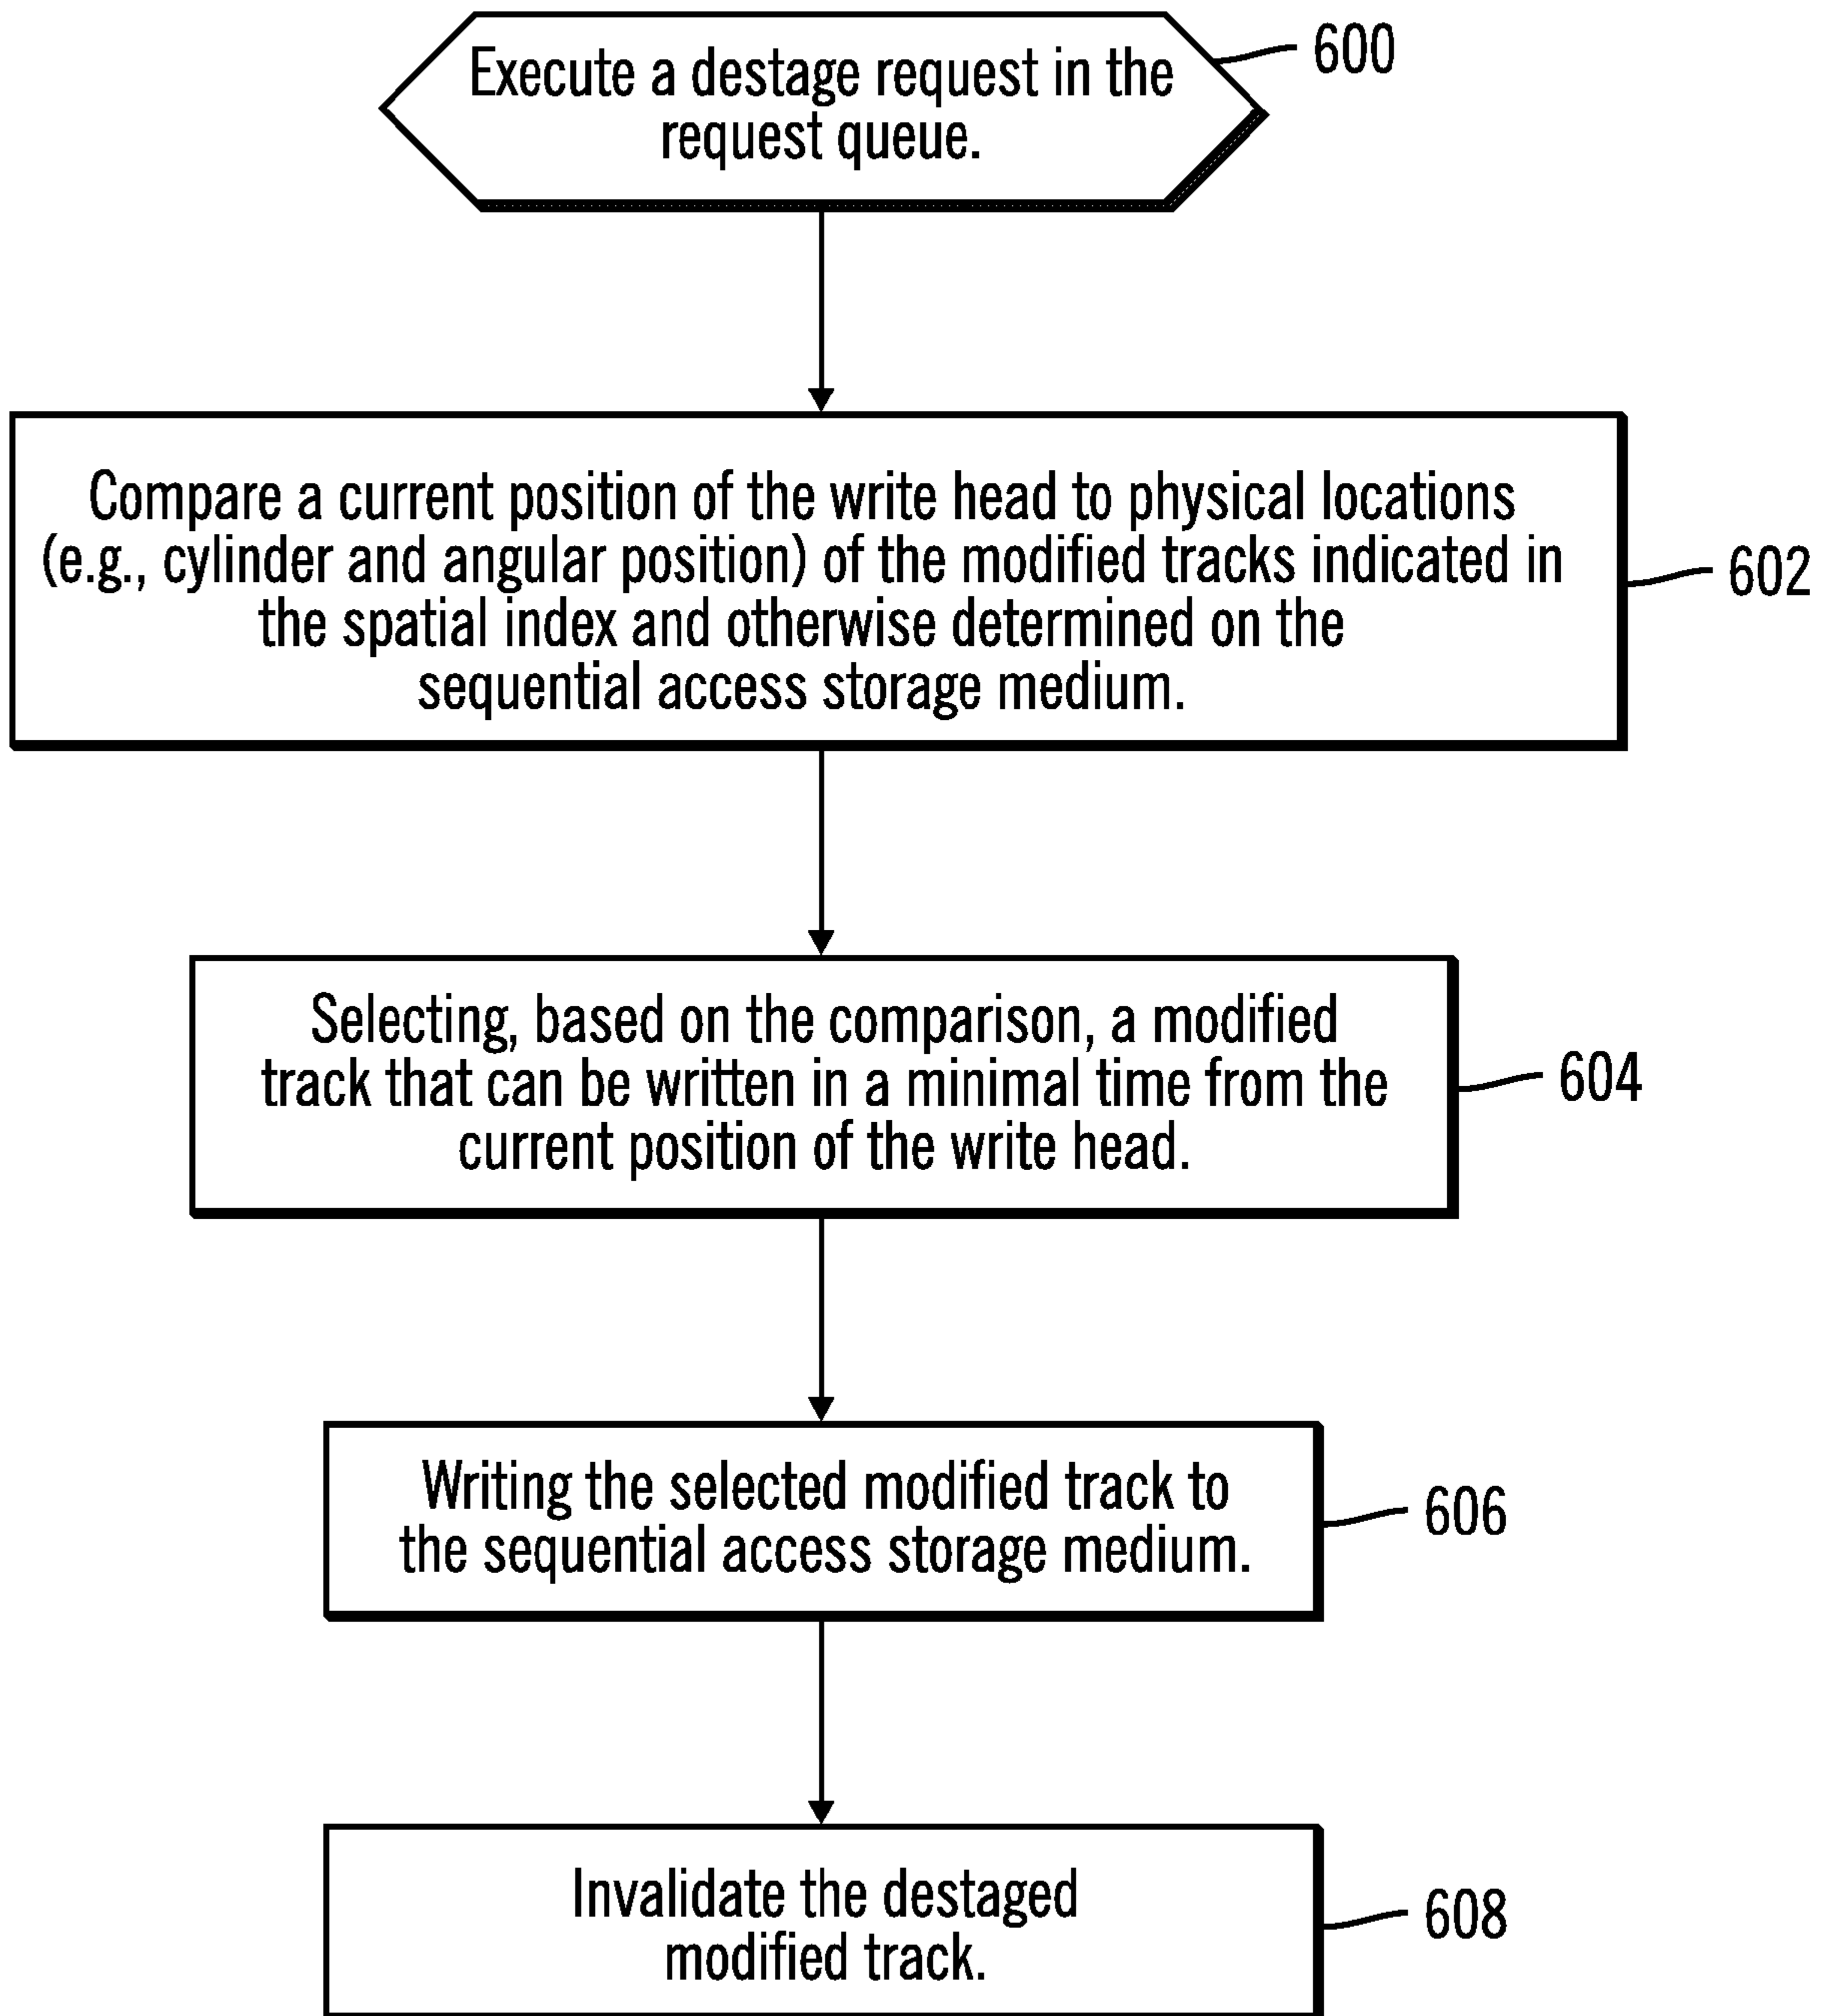 Execute a destage request in the
request queue.
600
Compare a current position of the write head to physical locations
(e.g., cylinder and angular position) of the modified tracks indicated in
the spatial index and otherwise determined on the
sequential access storage medium.
602
Selecting, based on the comparison, a modified
track that can be written in a minimal time from the
current position of the write head.
604
Writing the selected modified track to
the sequential access storage medium.
606
Invalidate the destaged
modified track.
608